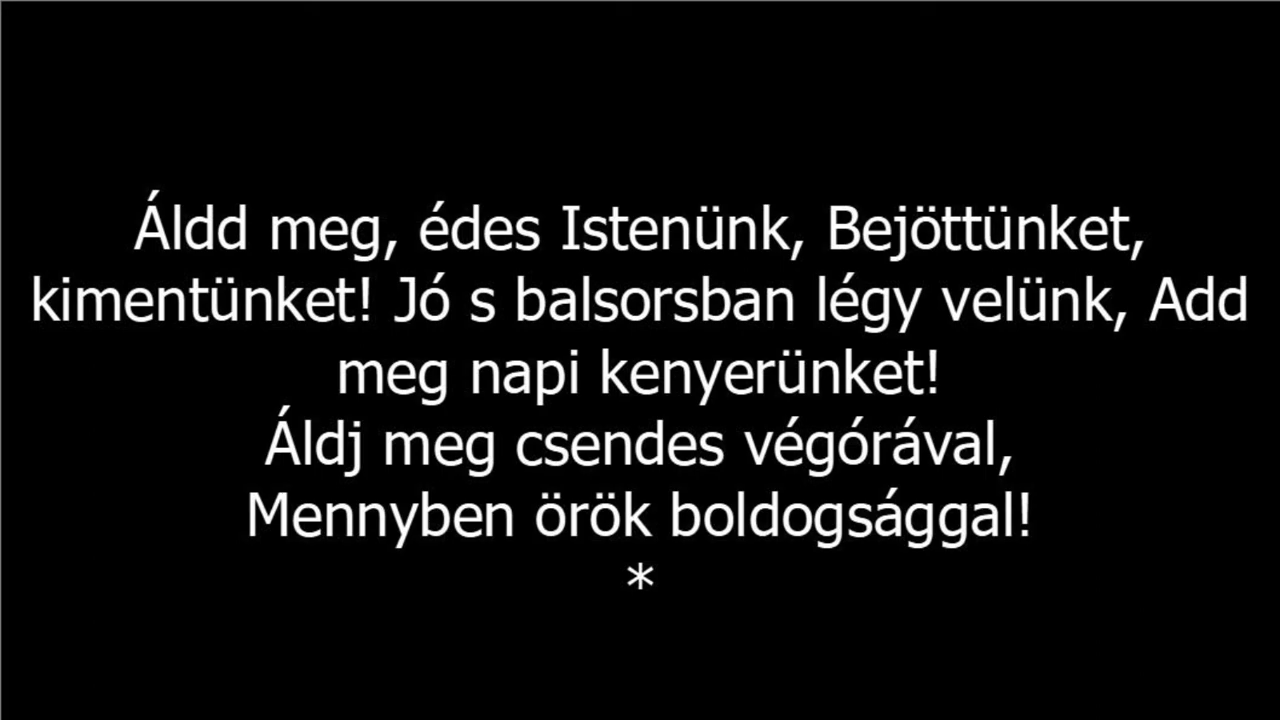 Áldd meg, édes Istenünk, Bejöttünket,
kimentünket! Jó s balsorsban légy velünk, Add
meg napi kenyerünket!
Áldj meg csendes végórával,
Mennyben örök boldogsággal!
*